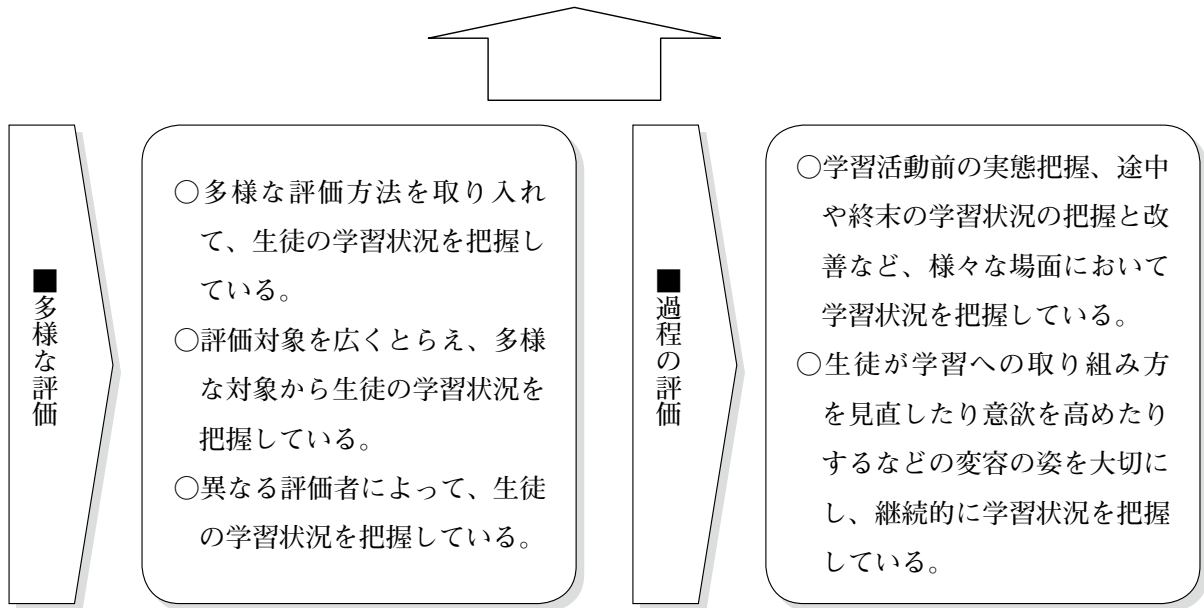 ■多様な評価
○多様な評価方法を取り入れ
て、生徒の学習状況を把握し
ている。
○評価対象を広くとらえ、多様
な対象から生徒の学習状況を
把握している。
○異なる評価者によって、生徒
の学習状況を把握している。
■過程の評価
○学習活動前の実態把握、途中
や終末の学習状況の把握と改
善など、様々な場面において
学習状況を把握している。
○生徒が学習への取り組み方
を見直したり意欲を高めたり
するなどの変容の姿を大切に
し、継続的に学習状況を把握
している。